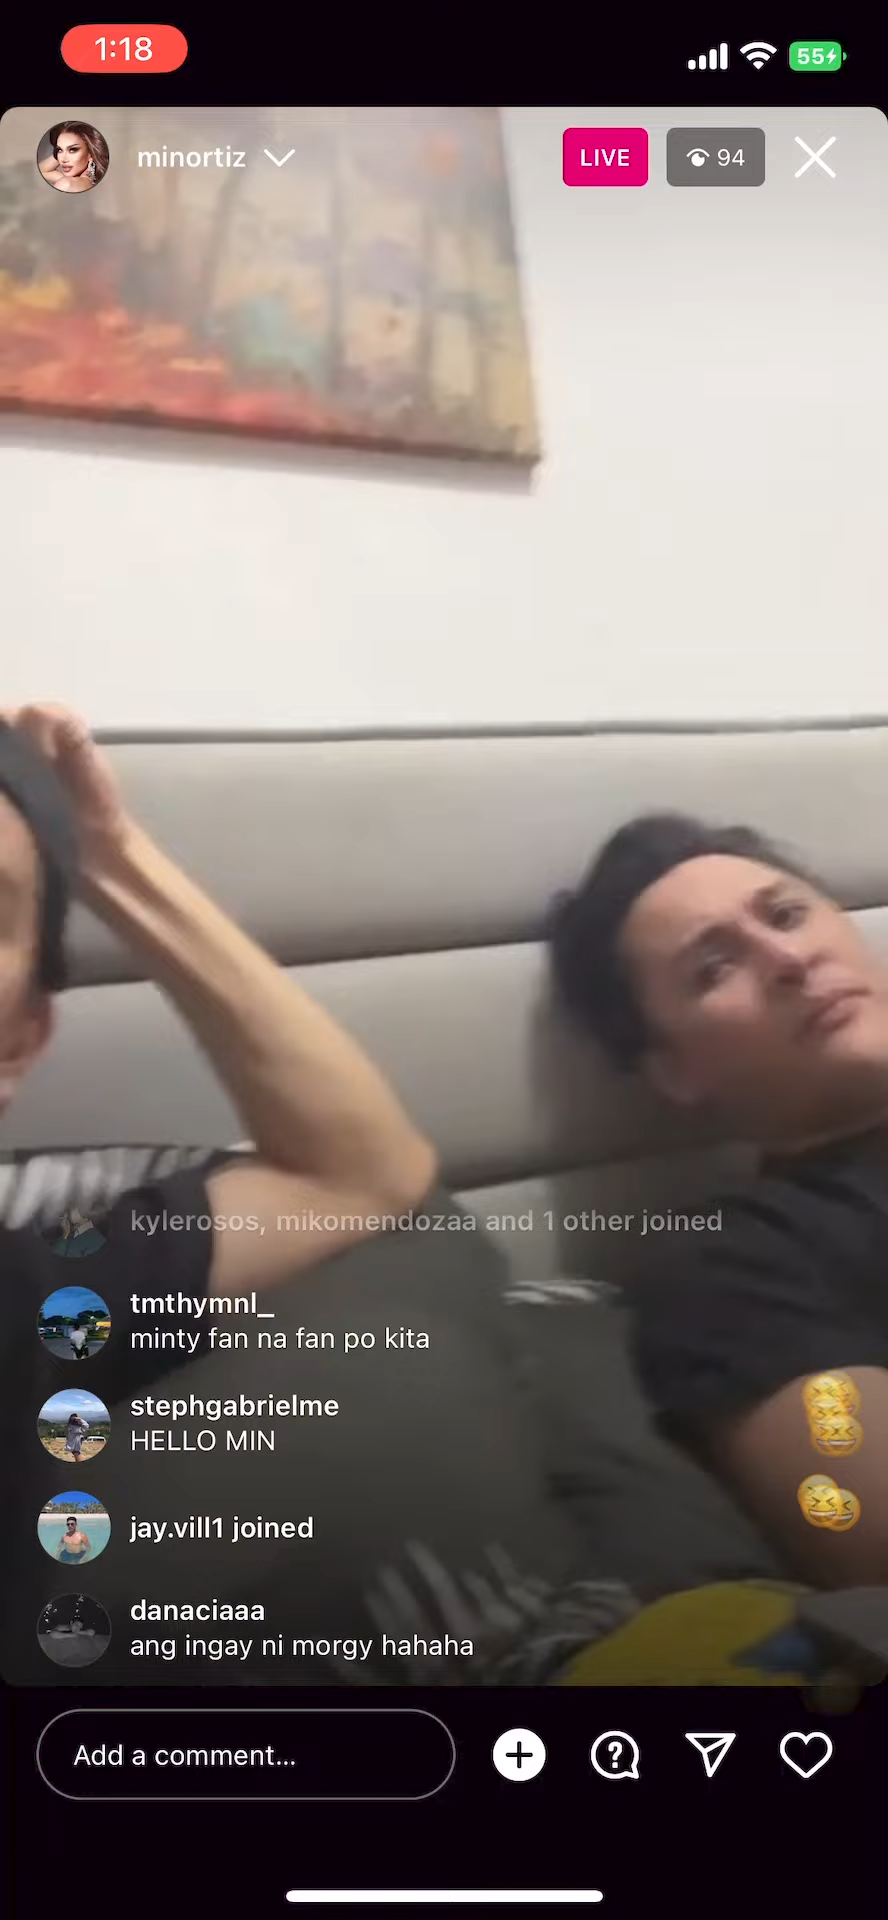 1:18
55
minortiz
LIVE
94
kylerosos, mikomendozaa and 1 other joined
tmthymnl_
minty fan na fan po kita
stephgabrielme
HELLO MIN
jay.vill1 joined
danaciaaa
ang ingay ni morgy hahaha
Add a comment...